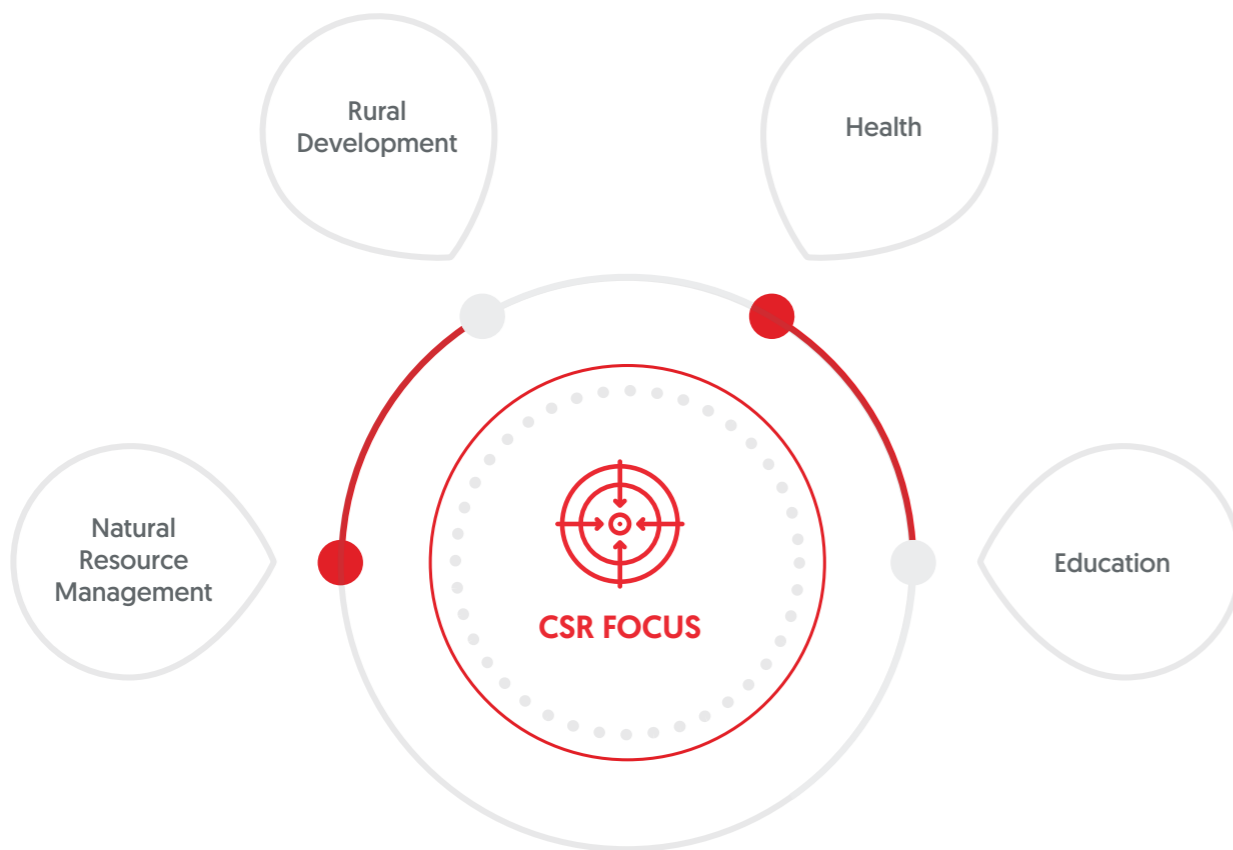 Rural
Development
Health
Natural
Resource
Management
Education
CSR FOCUS